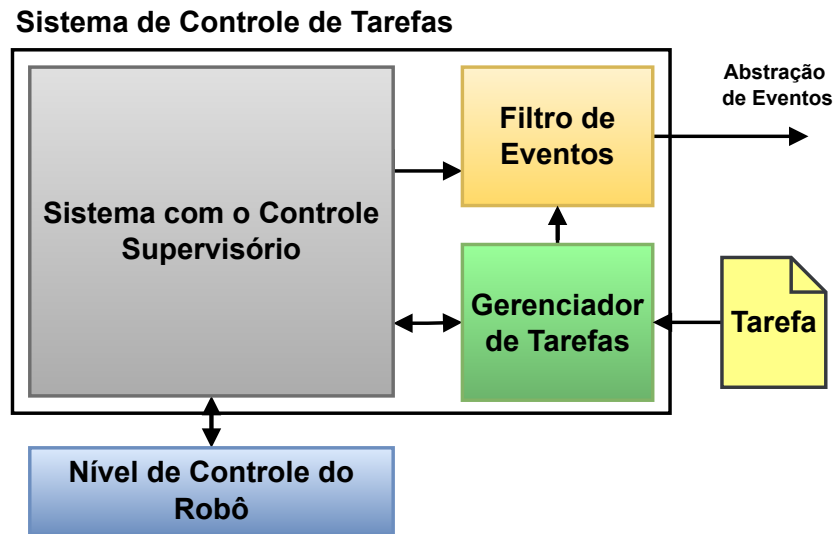 Sistema de Controle de Tarefas
Abstração
de Eventos
Filtro de
Eventos
Sistema com o Controle
Supervisório
Gerenciador
de Tarefas
Tarefa
Nível de Controle do
Robô